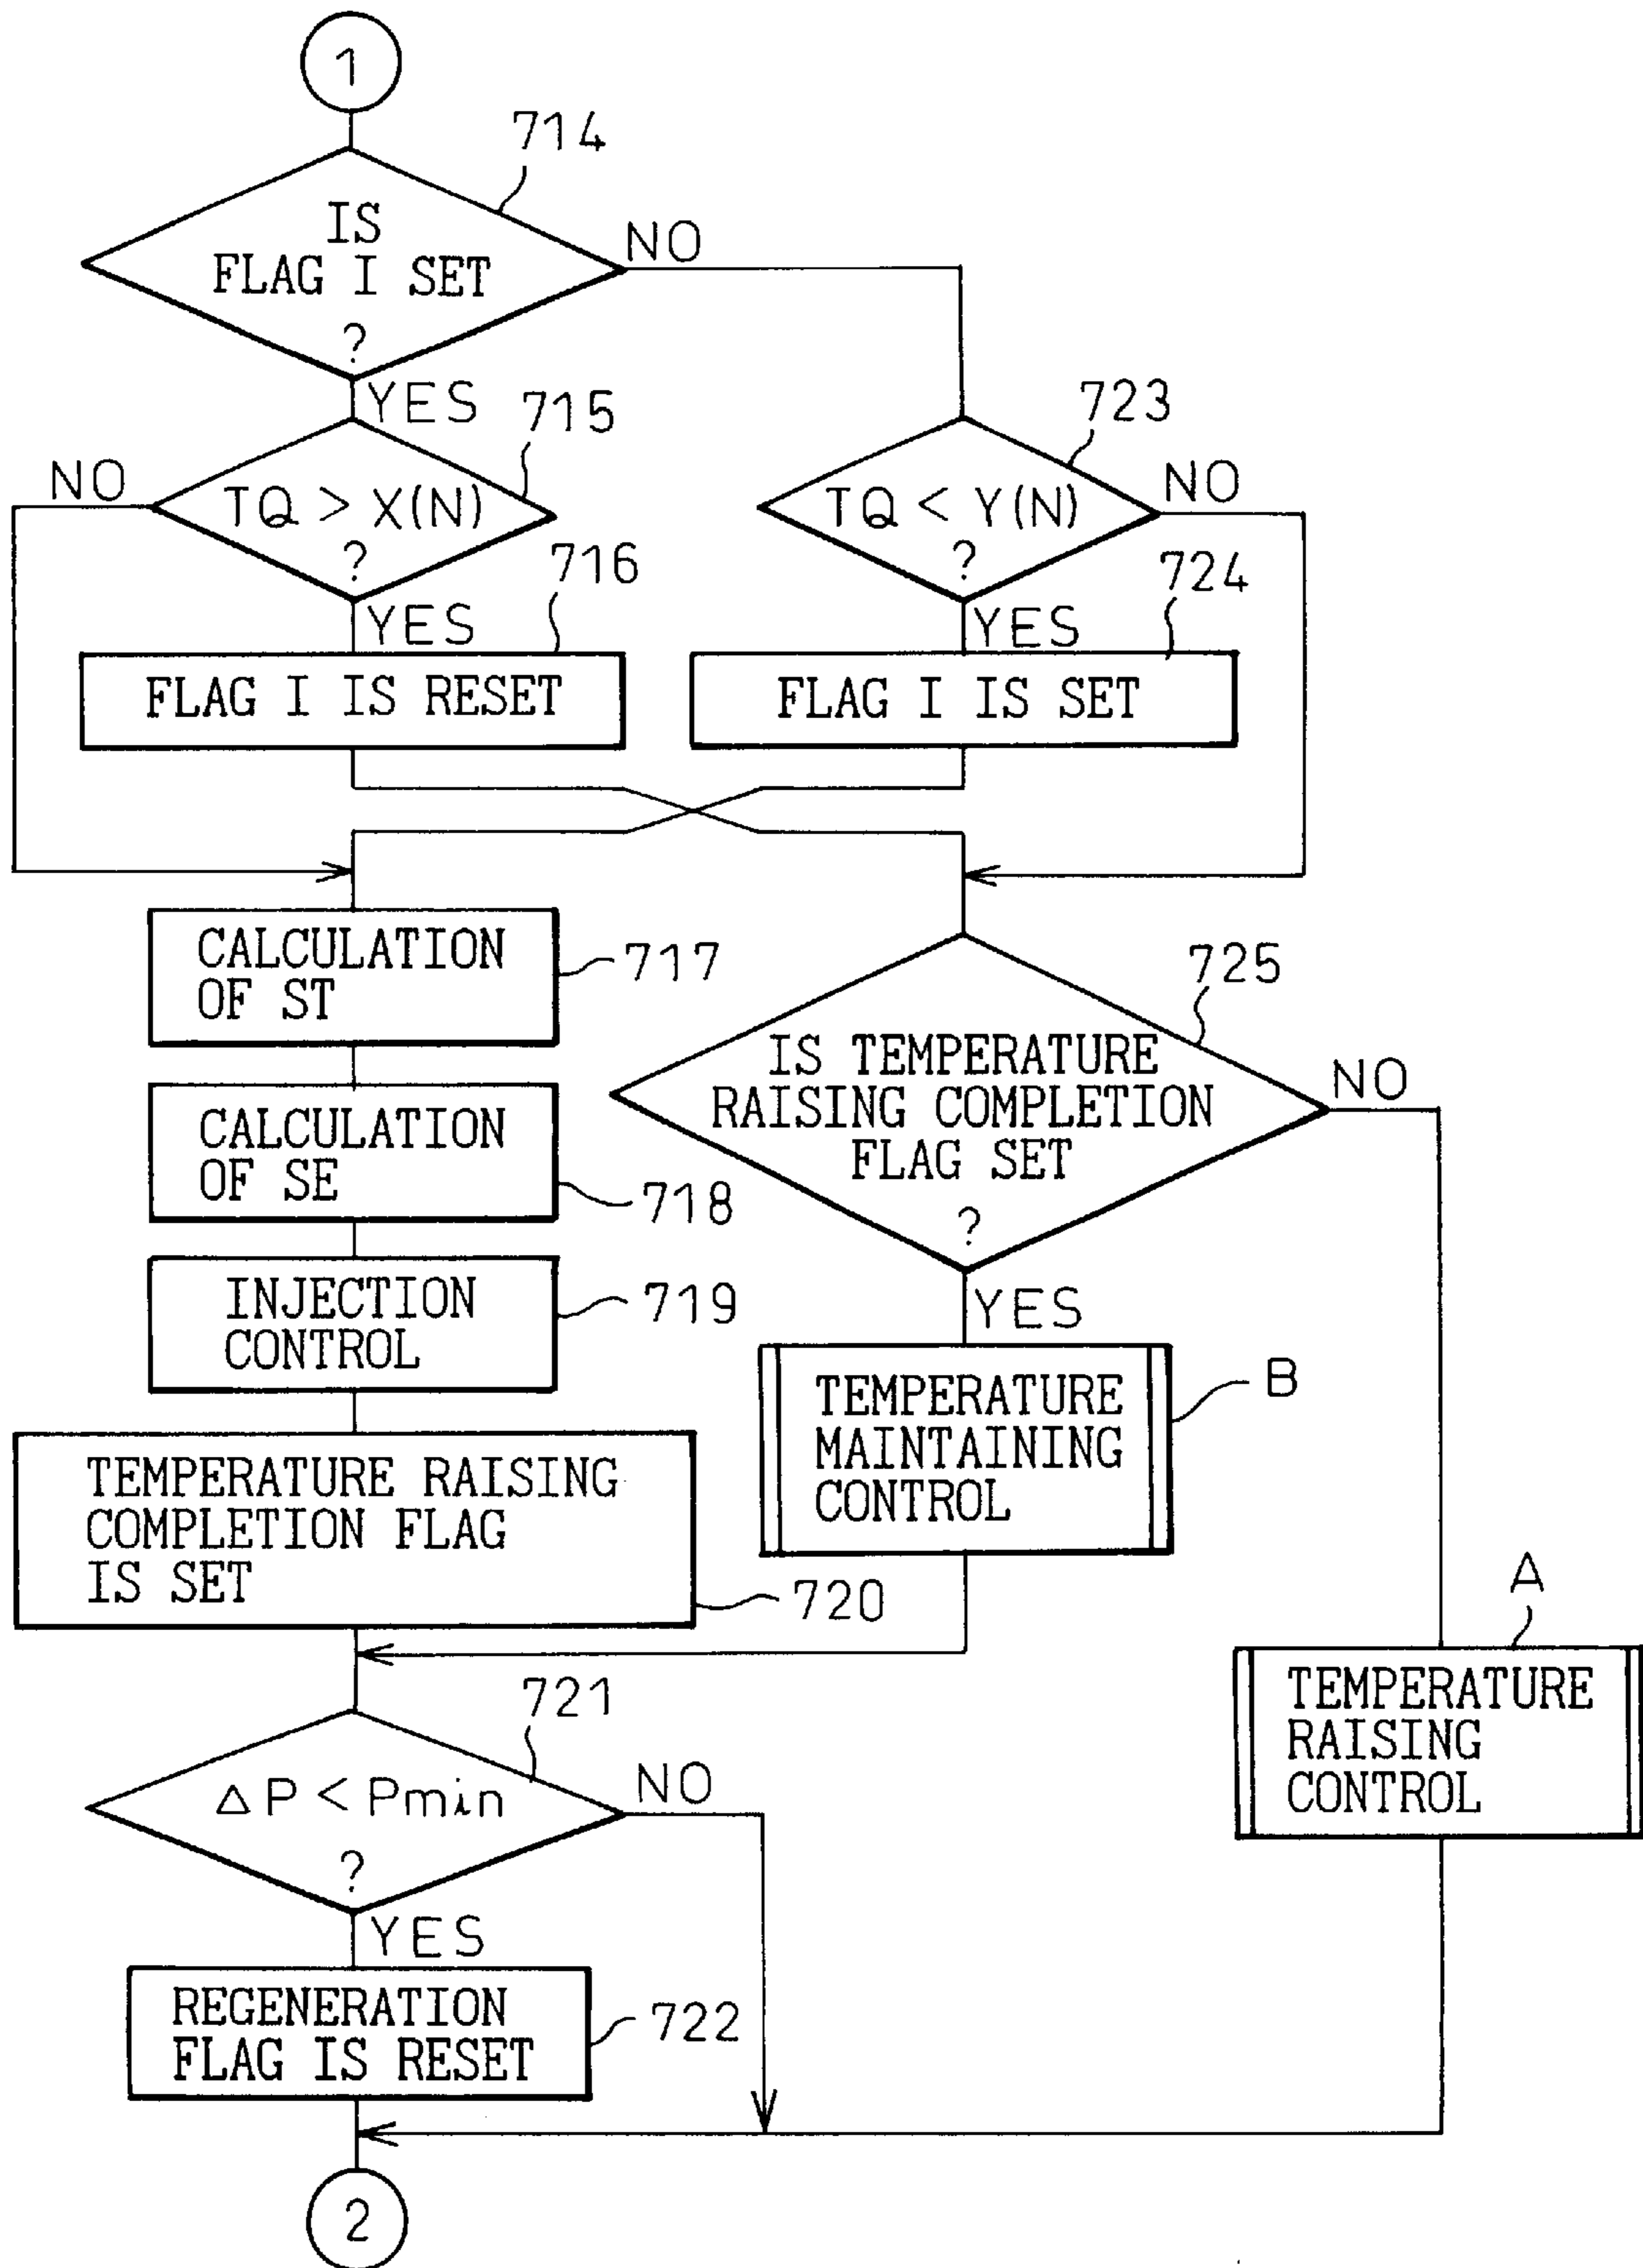 1
714
IS
FLAG I SET
?
NO
YES
715
NO
TQ > X(N)
?
YES
716
FLAG I IS RESET
723
NO
TQ < Y(N)
?
YES
724
FLAG I IS SET
CALCULATION
OF ST
717
CALCULATION
OF SE
718
INJECTION
CONTROL
719
TEMPERATURE RAISING
COMPLETION FLAG
IS SET
720
725
IS TEMPERATURE
RAISING COMPLETION
FLAG SET
?
NO
YES
TEMPERATURE
MAINTAINING
CONTROL
B
A
TEMPERATURE
RAISING
CONTROL
721
ΔP < Pmin
?
NO
YES
REGENERATION
FLAG IS RESET
722
2